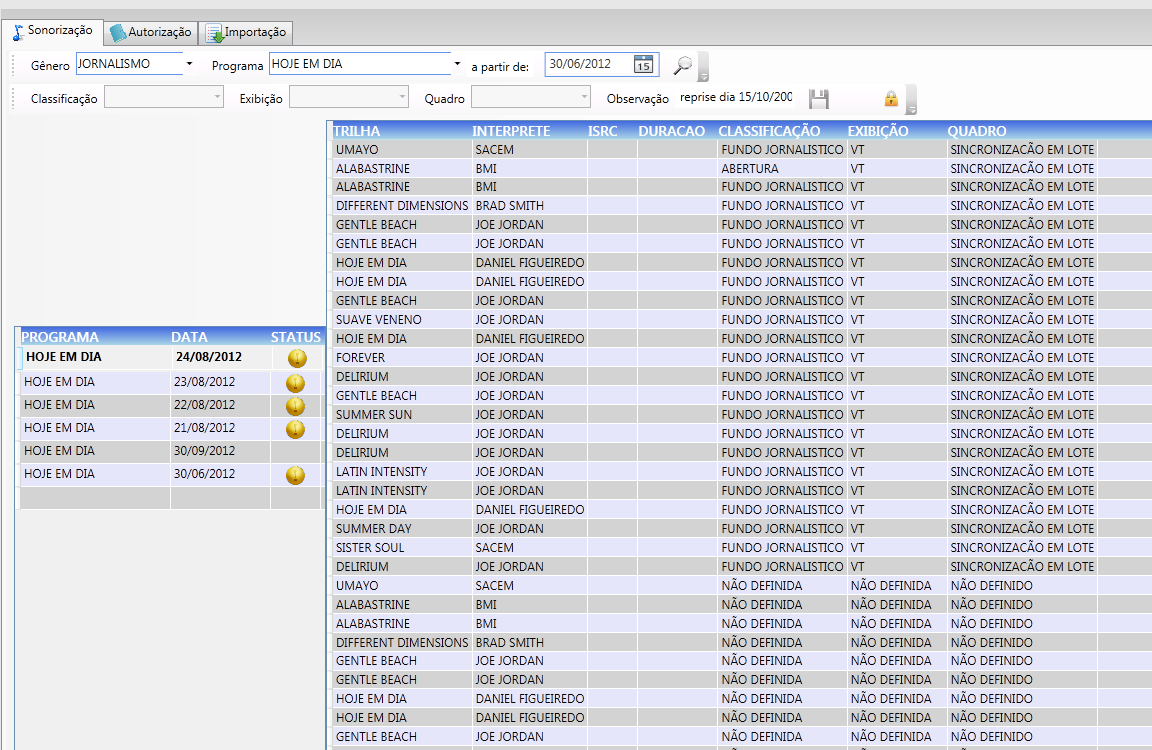 Sonorização Autorização Importação
Gênero JORNALISMO Programa HOJE EM DIA a partir de: 30/06/2012 15
Classificação Exibição Quadro Observação reprise dia 15/10/200
TRILHA INTERPRETE ISRC DURACAO CLASSIFICAÇÃO EXIBIÇÃO QUADRO
UMAYO SACEM FUNDO JORNALISTICO VT SINCRONIZACÃO EM LOTE
ALABASTRINE BMI ABERTURA VT SINCRONIZACÃO EM LOTE
ALABASTRINE BMI FUNDO JORNALISTICO VT SINCRONIZACÃO EM LOTE
DIFFERENT DIMENSIONS BRAD SMITH FUNDO JORNALISTICO VT SINCRONIZACÃO EM LOTE
GENTLE BEACH JOE JORDAN FUNDO JORNALISTICO VT SINCRONIZACÃO EM LOTE
GENTLE BEACH JOE JORDAN FUNDO JORNALISTICO VT SINCRONIZACÃO EM LOTE
HOJE EM DIA DANIEL FIGUEIREDO FUNDO JORNALISTICO VT SINCRONIZACÃO EM LOTE
HOJE EM DIA DANIEL FIGUEIREDO FUNDO JORNALISTICO VT SINCRONIZACÃO EM LOTE
GENTLE BEACH JOE JORDAN FUNDO JORNALISTICO VT SINCRONIZACÃO EM LOTE
SUAVE VENENO JOE JORDAN FUNDO JORNALISTICO VT SINCRONIZACÃO EM LOTE
HOJE EM DIA DANIEL FIGUEIREDO FUNDO JORNALISTICO VT SINCRONIZACÃO EM LOTE
FOREVER JOE JORDAN FUNDO JORNALISTICO VT SINCRONIZACÃO EM LOTE
DELIRIUM JOE JORDAN FUNDO JORNALISTICO VT SINCRONIZACÃO EM LOTE
GENTLE BEACH JOE JORDAN FUNDO JORNALISTICO VT SINCRONIZACÃO EM LOTE
SUMMER SUN JOE JORDAN FUNDO JORNALISTICO VT SINCRONIZACÃO EM LOTE
DELIRIUM JOE JORDAN FUNDO JORNALISTICO VT SINCRONIZACÃO EM LOTE
DELIRIUM JOE JORDAN FUNDO JORNALISTICO VT SINCRONIZACÃO EM LOTE
LATIN INTENSITY JOE JORDAN FUNDO JORNALISTICO VT SINCRONIZACÃO EM LOTE
LATIN INTENSITY JOE JORDAN FUNDO JORNALISTICO VT SINCRONIZACÃO EM LOTE
HOJE EM DIA DANIEL FIGUEIREDO FUNDO JORNALISTICO VT SINCRONIZACÃO EM LOTE
SUMMER DAY JOE JORDAN FUNDO JORNALISTICO VT SINCRONIZACÃO EM LOTE
SISTER SOUL SACEM FUNDO JORNALISTICO VT SINCRONIZACÃO EM LOTE
DELIRIUM JOE JORDAN FUNDO JORNALISTICO VT SINCRONIZACÃO EM LOTE
UMAYO SACEM NÃO DEFINIDA NÃO DEFINIDA NÃO DEFINIDO
ALABASTRINE BMI NÃO DEFINIDA NÃO DEFINIDA NÃO DEFINIDO
ALABASTRINE BMI NÃO DEFINIDA NÃO DEFINIDA NÃO DEFINIDO
DIFFERENT DIMENSIONS BRAD SMITH NÃO DEFINIDA NÃO DEFINIDA NÃO DEFINIDO
GENTLE BEACH JOE JORDAN NÃO DEFINIDA NÃO DEFINIDA NÃO DEFINIDO
GENTLE BEACH JOE JORDAN NÃO DEFINIDA NÃO DEFINIDA NÃO DEFINIDO
HOJE EM DIA DANIEL FIGUEIREDO NÃO DEFINIDA NÃO DEFINIDA NÃO DEFINIDO
HOJE EM DIA DANIEL FIGUEIREDO NÃO DEFINIDA NÃO DEFINIDA NÃO DEFINIDO
GENTLE BEACH JOE JORDAN NÃO DEFINIDA NÃO DEFINIDA NÃO DEFINIDO
PROGRAMA DATA STATUS
HOJE EM DIA 24/08/2012
HOJE EM DIA 23/08/2012
HOJE EM DIA 22/08/2012
HOJE EM DIA 21/08/2012
HOJE EM DIA 30/09/2012
HOJE EM DIA 30/06/2012